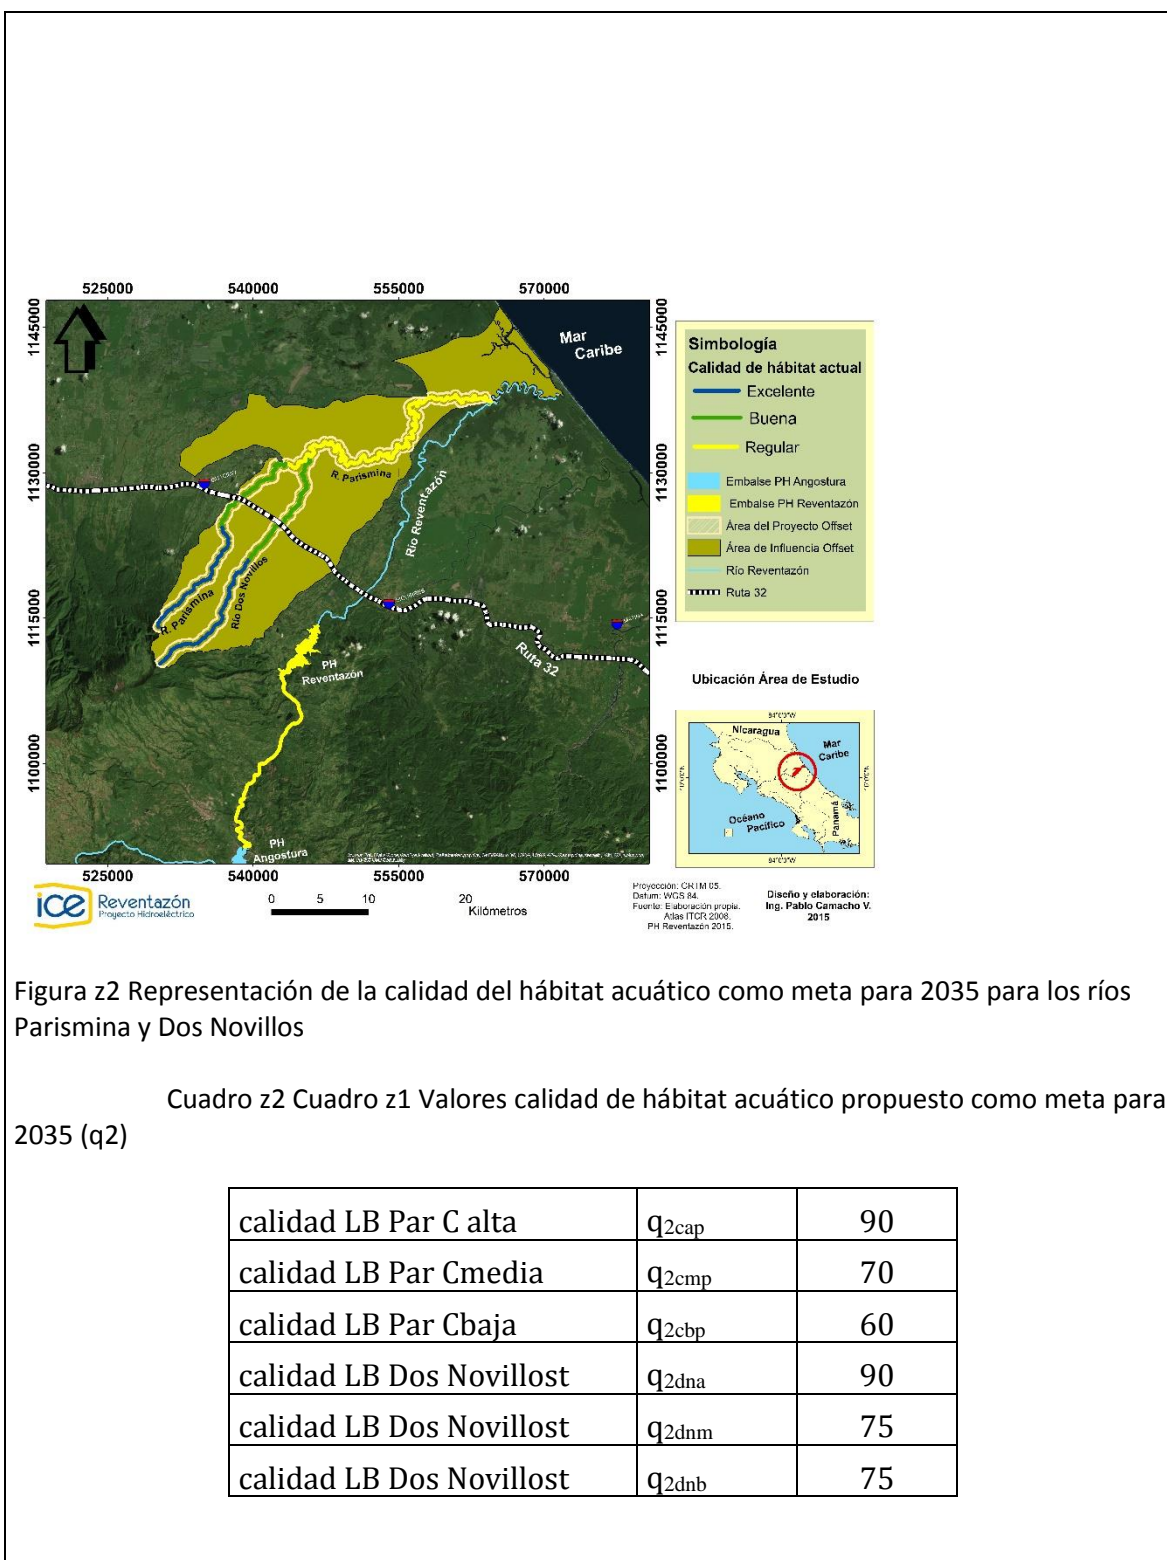 525000 540000 555000 570000
1145000
1130000
1115000
1100000
1145000
1130000
1115000
1100000
Mar
Caribe
R. Parismina
Río Reventazón
R. Parismina
Río Dos Novillos
Ruta 32
PH
Reventazón
PH
Angostura
525000 540000 555000 570000
Simbología
Calidad de hábitat actual
Excelente
Buena
Regular
Embalse PH Angostura
Embalse PH Reventazón
Área del Proyecto Offset
Área de Influencia Offset
Río Reventazón
Ruta 32
Ubicación Área de Estudio
Nicaragua
Mar
Caribe
Océano
Pacífico
Panamá
ice Reventazón
Proyecto Hidroeléctrico
0 5 10 20
Kilómetros
Proyección: CRTM 05.
Datum: WGS 84.
Fuente: Elaboración propia.
Atlas ITCR 2008.
PH Reventazón 2015.
Diseño y elaboración:
Ing. Pablo Camacho V.
2015
Figura z2 Representación de la calidad del hábitat acuático como meta para 2035 para los ríos
Parismina y Dos Novillos
Cuadro z2 Cuadro z1 Valores calidad de hábitat acuático propuesto como meta para
2035 (q2)
calidad LB Par C alta q2cap 90
calidad LB Par Cmedia q2cmp 70
calidad LB Par Cbaja q2cbp 60
calidad LB Dos Novillost q2dna 90
calidad LB Dos Novillost q2dnm 75
calidad LB Dos Novillost q2dnb 75